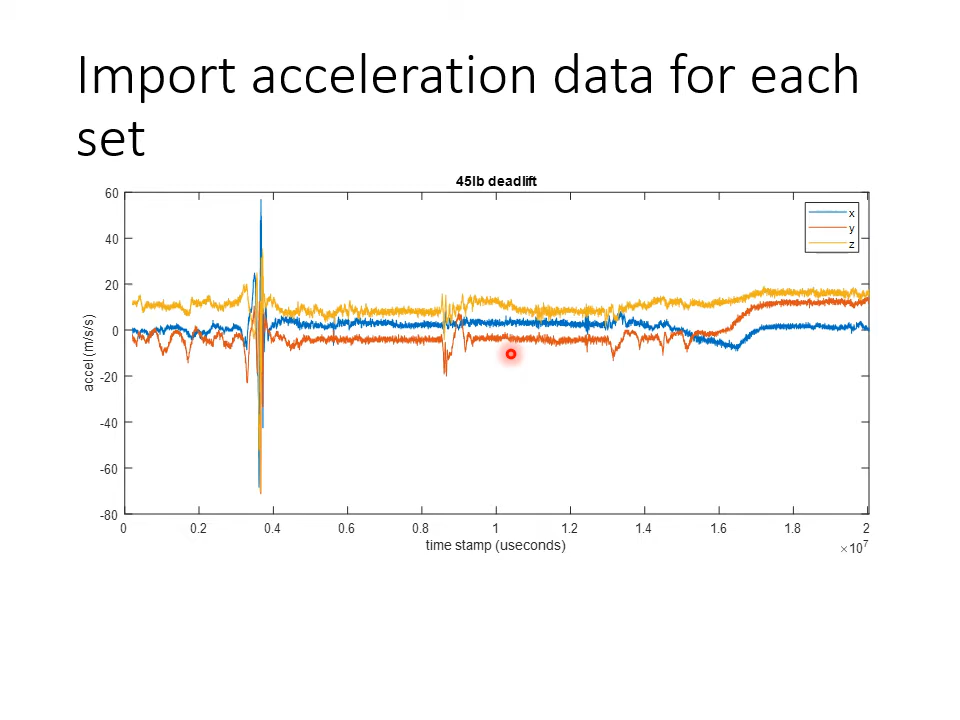 Import acceleration data for each
set
45lb deadlift
60
40
20
0
-20
-40
-60
-80
accel (m/s/s)
x
y
z
0 0.2 0.4 0.6 0.8 1 1.2 1.4 1.6 1.8 2
time stamp (useconds)
×10^7